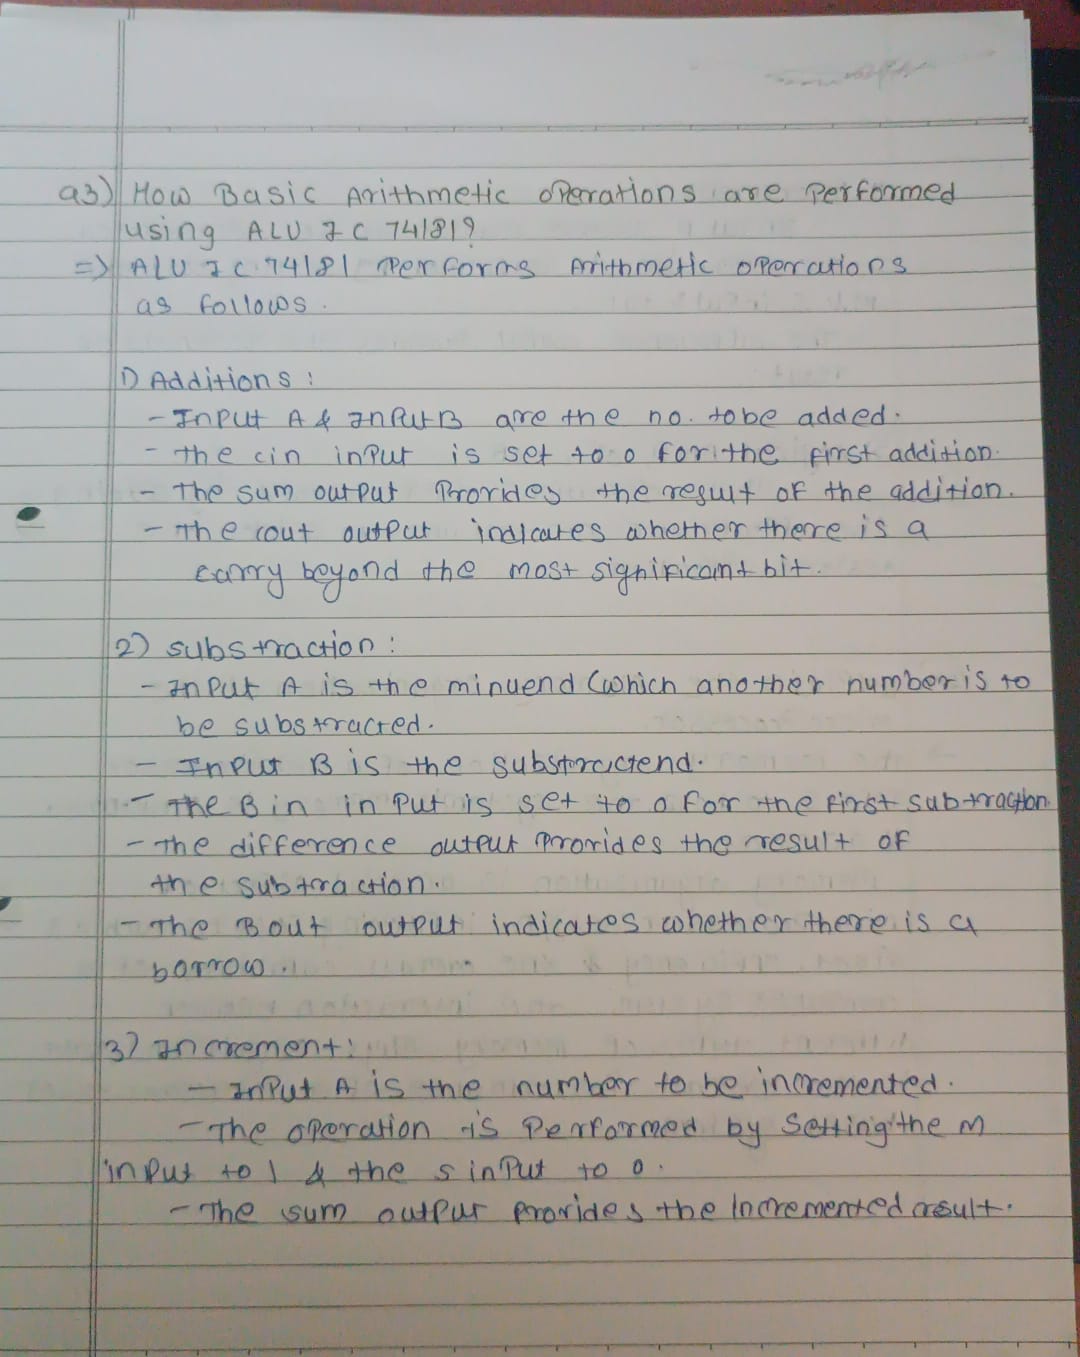 Q3) How Basic Arithmetic operations are performed
using ALU IC 74181?
=> ALU IC 74181 performs Arithmetic operations
as follows.
1) Additions:
- Input A & Input B are the no. to be added.
- the cin input is set to 0 for the first addition.
- The sum output Provides the result of the addition.
- The cout output indicates whether there is a
carry beyond the most significant bit.
2) substraction:
- Input A is the minuend (which another number is to
be substracted.
- Input B is the substractend.
- The B in input is set to 0 for the first subtraction
- The difference output Provides the result of
the subtraction.
- The Bout output indicates whether there is a
borrow.
3) Increment:
- Input A is the number to be incremented.
- The operation is Performed by Setting the M
input to 1 & the s input to 0.
- The sum output provides the Incremented result.